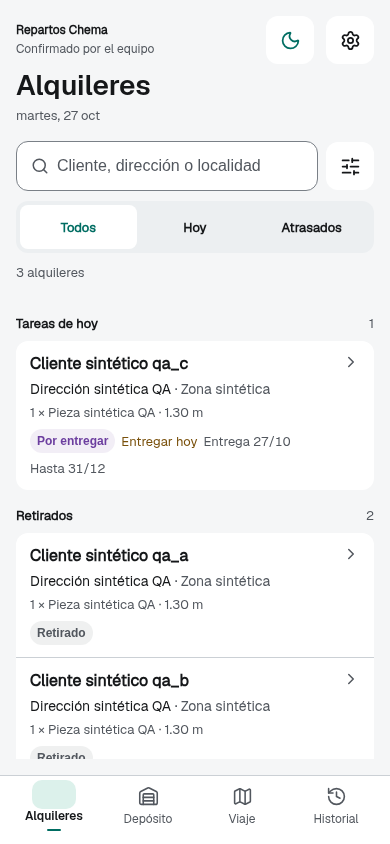 Repartos Chema
Confirmado por el equipo
Alquileres
martes, 27 oct
Cliente, dirección o localidad
Todos
Hoy
Atrasados
3 alquileres
Tareas de hoy
1
Cliente sintético qa_c
Dirección sintética QA · Zona sintética
1 × Pieza sintética QA · 1.30 m
Por entregar Entregar hoy Entrega 27/10
Hasta 31/12
Retirados
2
Cliente sintético qa_a
Dirección sintética QA · Zona sintética
1 × Pieza sintética QA · 1.30 m
Retirado
Cliente sintético qa_b
Dirección sintética QA · Zona sintética
1 × Pieza sintética QA · 1.30 m
Retirado
Alquileres
Depósito
Viaje
Historial